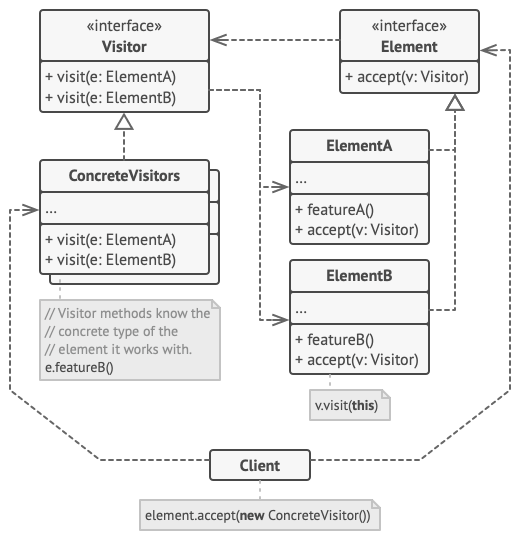 «interface»
Visitor
+ visit(e: ElementA)
+ visit(e: ElementB)
«interface»
Element
+ accept(v: Visitor)
ConcreteVisitors
...
+ visit(e: ElementA)
+ visit(e: ElementB)
// Visitor methods know the
// concrete type of the
// element it works with.
e.featureB()
ElementA
...
+ featureA()
+ accept(v: Visitor)
ElementB
...
+ featureB()
+ accept(v: Visitor)
v.visit(this)
Client
element.accept(new ConcreteVisitor())